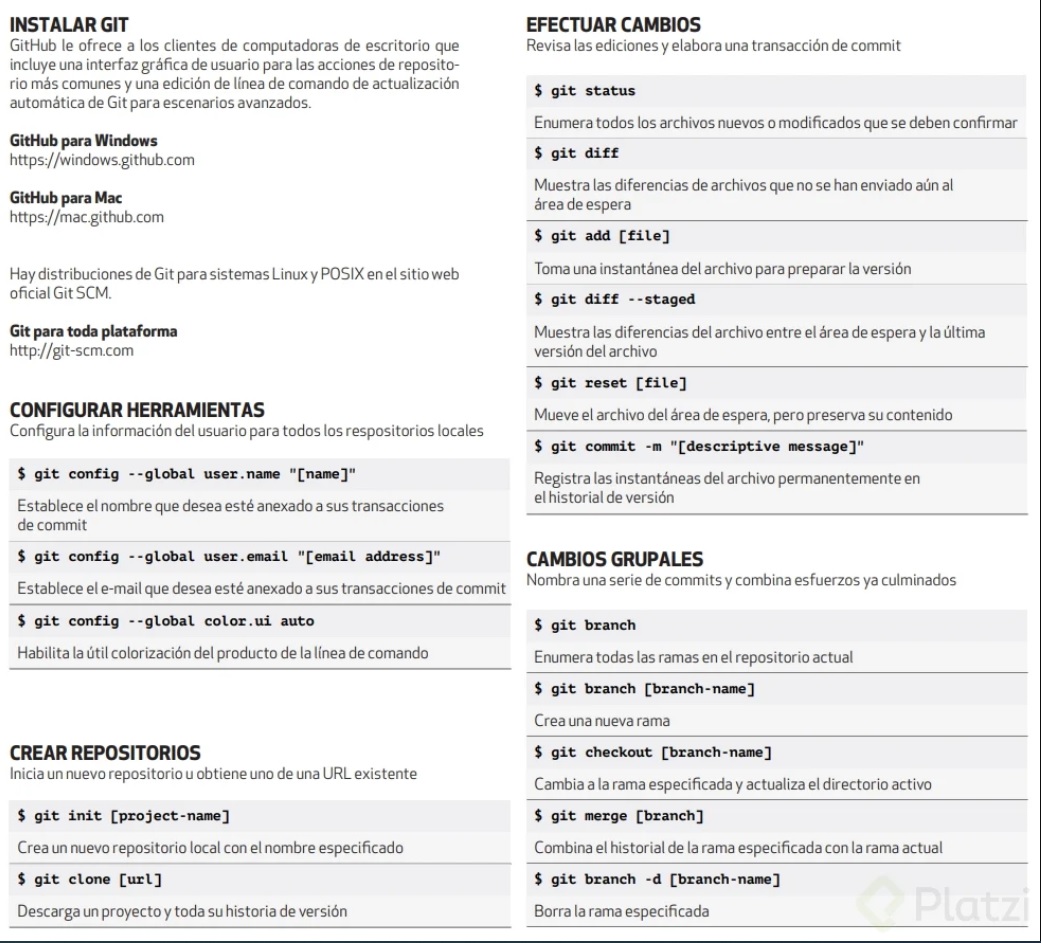 INSTALAR GIT
GitHub le ofrece a los clientes de computadoras de escritorio que
incluye una interfaz gráfica de usuario para las acciones de reposito-
rio más comunes y una edición de línea de comando de actualización
automática de Git para escenarios avanzados.
GitHub para Windows
https://windows.github.com
GitHub para Mac
https://mac.github.com
Hay distribuciones de Git para sistemas Linux y POSIX en el sitio web
oficial Git SCM.
Git para toda plataforma
http://git-scm.com
CONFIGURAR HERRAMIENTAS
Configura la información del usuario para todos los respositorios locales
$ git config --global user.name "[name]"
Establece el nombre que desea esté anexado a sus transacciones
de commit
$ git config --global user.email "[email address]"
Establece el e-mail que desea esté anexado a sus transacciones de commit
$ git config --global color.ui auto
Habilita la útil colorización del producto de la línea de comando
CREAR REPOSITORIOS
Inicia un nuevo repositorio u obtiene uno de una URL existente
$ git init [project-name]
Crea un nuevo repositorio local con el nombre especificado
$ git clone [url]
Descarga un proyecto y toda su historia de versión
EFECTUAR CAMBIOS
Revisa las ediciones y elabora una transacción de commit
$ git status
Enumera todos los archivos nuevos o modificados que se deben confirmar
$ git diff
Muestra las diferencias de archivos que no se han enviado aún al
área de espera
$ git add [file]
Toma una instantánea del archivo para preparar la versión
$ git diff --staged
Muestra las diferencias del archivo entre el área de espera y la última
versión del archivo
$ git reset [file]
Mueve el archivo del área de espera, pero preserva su contenido
$ git commit -m "[descriptive message]"
Registra las instantáneas del archivo permanentemente en
el historial de versión
CAMBIOS GRUPALES
Nombra una serie de commits y combina esfuerzos ya culminados
$ git branch
Enumera todas las ramas en el repositorio actual
$ git branch [branch-name]
Crea una nueva rama
$ git checkout [branch-name]
Cambia a la rama especificada y actualiza el directorio activo
$ git merge [branch]
Combina el historial de la rama especificada con la rama actual
$ git branch -d [branch-name]
Borra la rama especificada
Platzi